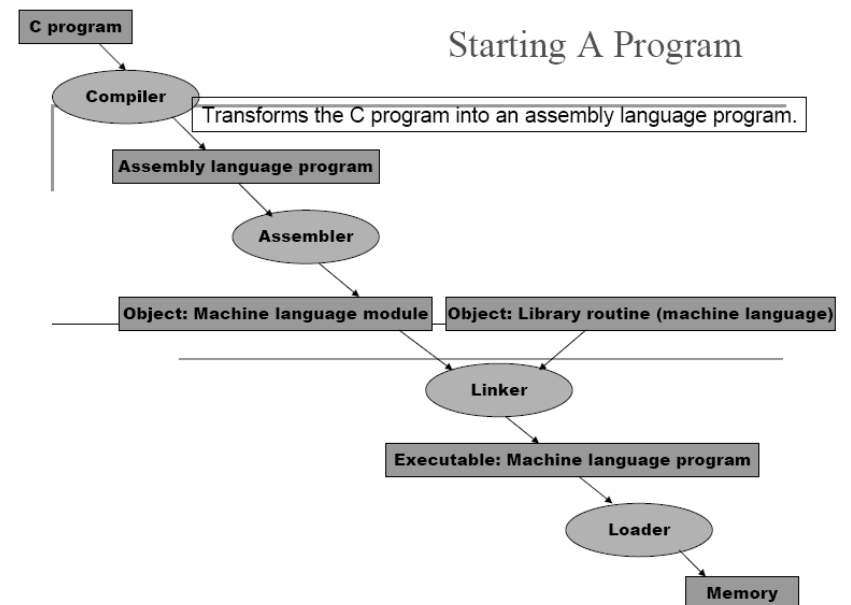 C program
Starting A Program
Compiler
Transforms the C program into an assembly language program.
Assembly language program
Assembler
Object: Machine language module
Object: Library routine (machine language)
Linker
Executable: Machine language program
Loader
Memory